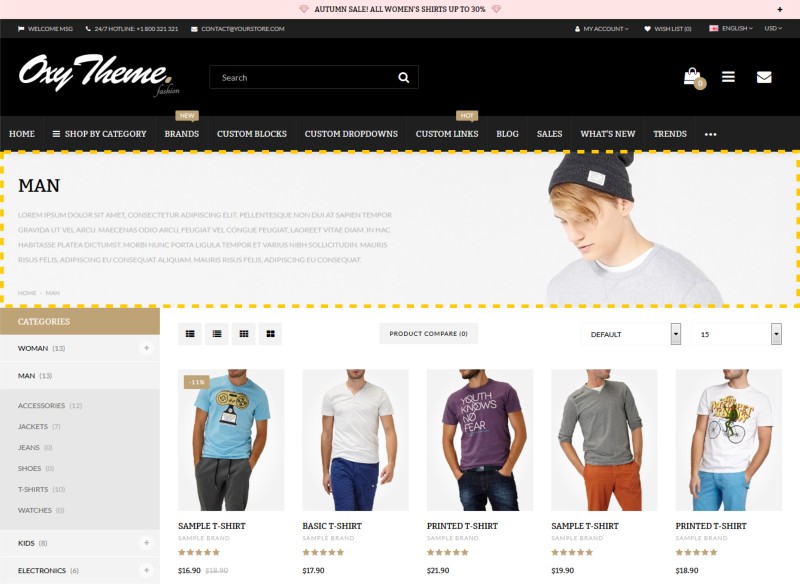 AUTUMN SALE! ALL WOMEN'S SHIRTS UP TO 30%
+
WELCOME MSG
24/7 HOTLINE: +1 800 321 321
CONTACT@YOURSTORE.COM
MY ACCOUNT
WISH LIST (0)
ENGLISH
USD
Oxy Theme.
fashion
Search
0
NEW
HOT
HOME
SHOP BY CATEGORY
BRANDS
CUSTOM BLOCKS
CUSTOM DROPDOWNS
CUSTOM LINKS
BLOG
SALES
WHAT'S NEW
TRENDS
MAN
LOREM IPSUM DOLOR SIT AMET, CONSECTETUR ADIPISCING ELIT. PELLENTESQUE NON DUI AT SAPIEN TEMPOR
GRAVIDA UT VEL ARCU. MAECENAS ODIO ARCU, FEUGIAT VEL CONGUE FEUGIAT, LAOREET VITAE DIAM. IN HAC
HABITASSE PLATEA DICTUMST. MORBI NUNC PORTA LIGULA TEMPOR ET VARIUS NIBH SOLLICITUDIN. MAURIS
RISUS FELIS, ADIPISCING EU CONSEQUAT ALIQUAM. MAURIS RISUS FELIS, ADIPISCING EU CONSEQUAT.
HOME - MAN
CATEGORIES
WOMAN (13) +
MAN (13)
ACCESSORIES (12)
JACKETS (7)
JEANS (0)
SHOES (0)
T-SHIRTS (10)
WATCHES (0)
KIDS (8) +
ELECTRONICS (6) +
PRODUCT COMPARE (0)
DEFAULT
15
-11%
YOUTH
KNOWS
NO
FEAR
SAMPLE T-SHIRT
SAMPLE BRAND
$16.90 $18.90
BASIC T-SHIRT
SAMPLE BRAND
$17.90
PRINTED T-SHIRT
SAMPLE BRAND
$21.90
SAMPLE T-SHIRT
SAMPLE BRAND
$19.90
PRINTED T-SHIRT
SAMPLE BRAND
$18.90